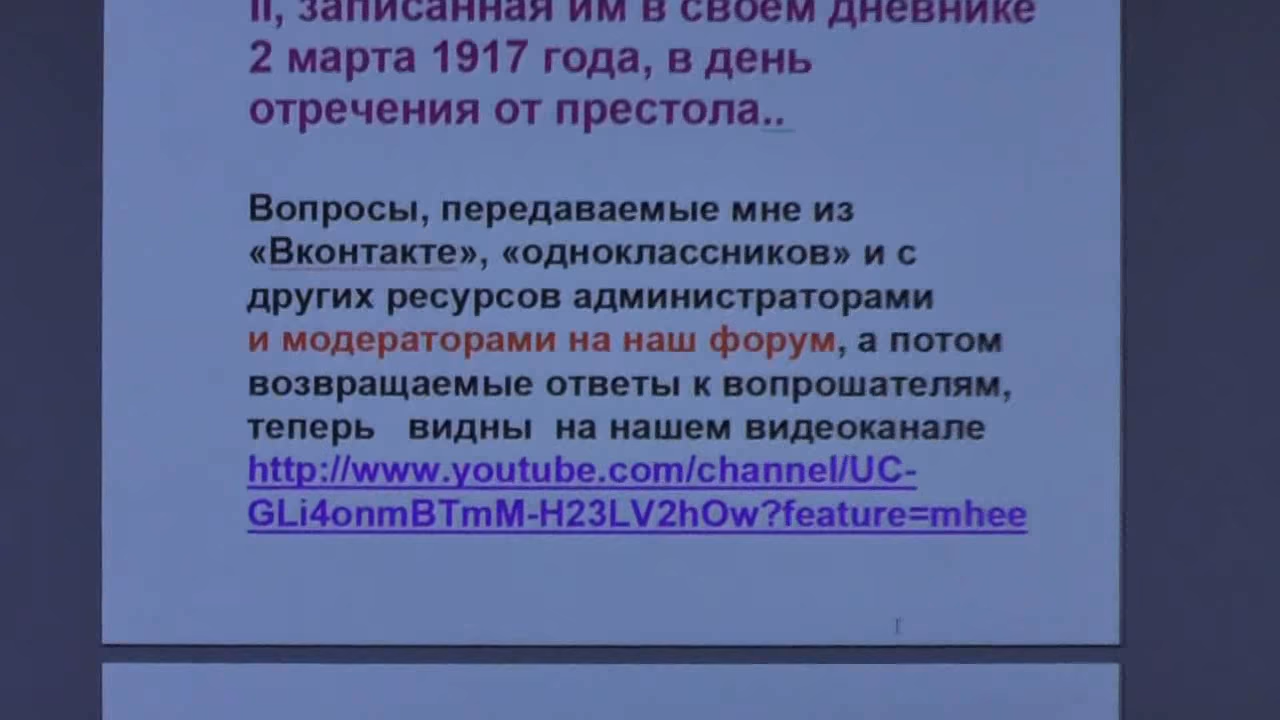 II, записанная им в своем дневнике
2 марта 1917 года, в день
отречения от престола..
Вопросы, передаваемые мне из
«Вконтакте», «одноклассников» и с
других ресурсов администраторами
и модераторами на наш форум, а потом
возвращаемые ответы к вопрошателям,
теперь видны на нашем видеоканале
http://www.youtube.com/channel/UC-
GLi4onmBTmM-H23LV2hOw?feature=mhee